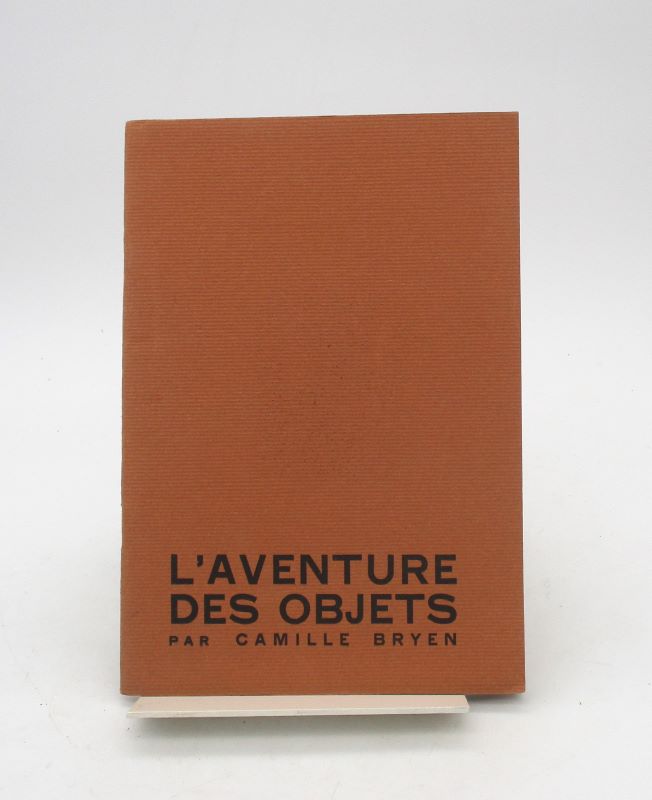 L'AVENTURE
DES OBJETS
PAR CAMILLE BRYEN